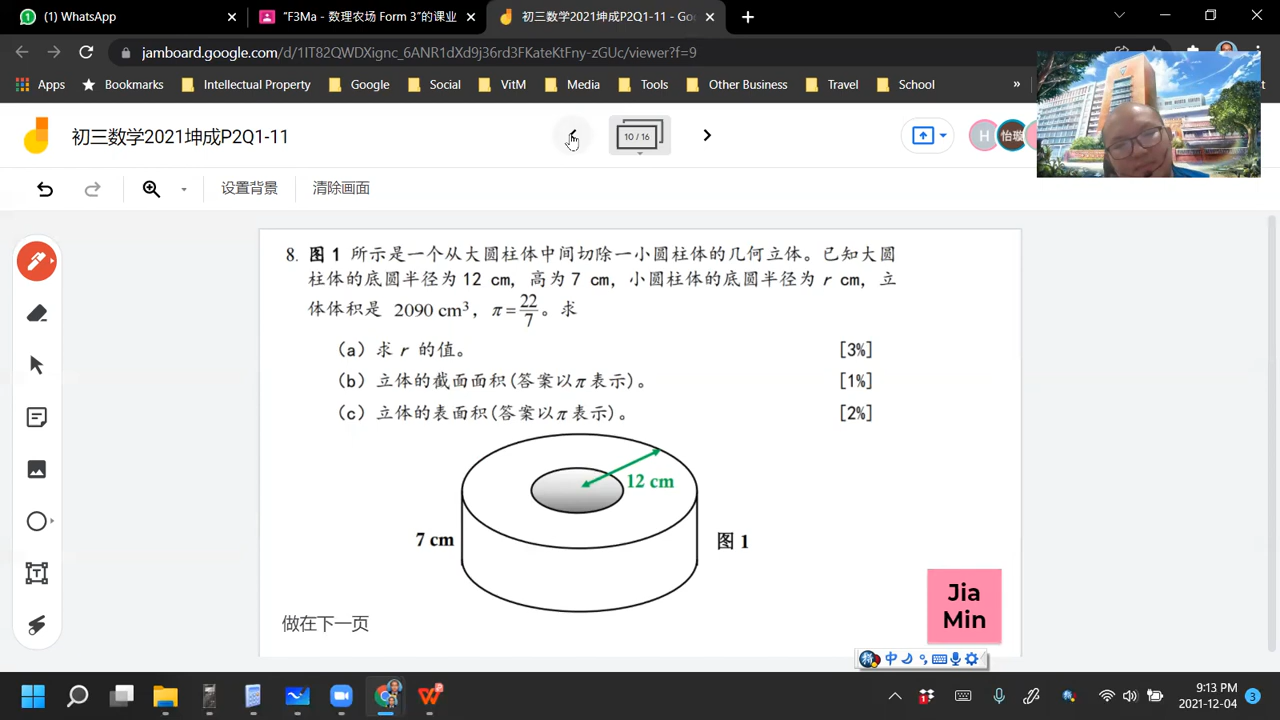 (1) WhatsApp
"F3Ma - 数理农场 Form 3"的课业
初三数学2021坤成P2Q1-11 - Go
Apps
Bookmarks
Intellectual Property
Google
Social
VitM
Media
Tools
Other Business
Travel
School
»
初三数学2021坤成P2Q1-11
10 / 16
H
怡璇
设置背景
清除画面
8. 图 1 所示是一个从大圆柱体中间切除一小圆柱体的几何立体。已知大圆
柱体的底圆半径为 12 cm, 高为 7 cm, 小圆柱体的底圆半径为 r cm, 立
体体积是 2090 cm³, π = 22/7。求
(a) 求 r 的值。 [3%]
(b) 立体的截面面积(答案以π表示)。 [1%]
(c) 立体的表面积(答案以π表示)。 [2%]
12 cm
7 cm
图 1
做在下一页
Jia
Min
中
9:13 PM
2021-12-04
3